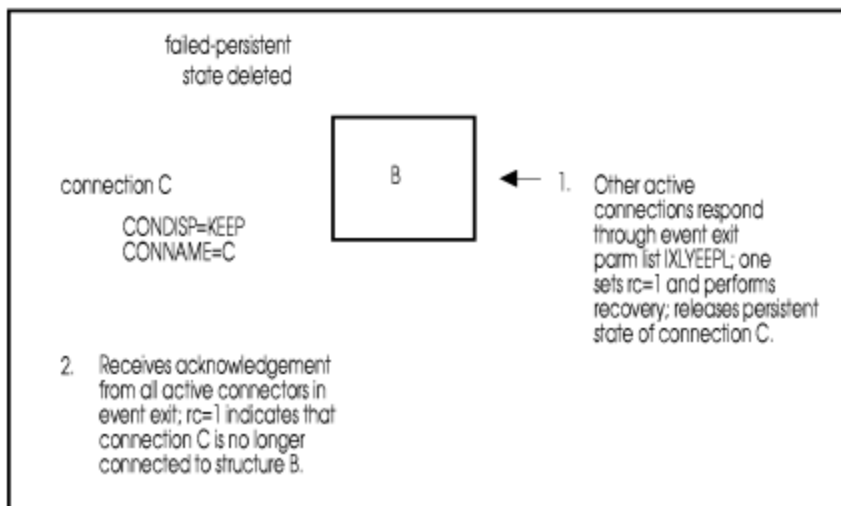 failed-persistent
state deleted
B
connection C
CONDISP=KEEP
CONNAME=C
1. Other active
connections respond
through event exit
parm list IXLYEEPL; one
sets rc=1 and performs
recovery; releases persistent
state of connection C.
2. Receives acknowledgement
from all active connectors in
event exit; rc=1 indicates that
connection C is no longer
connected to structure B.